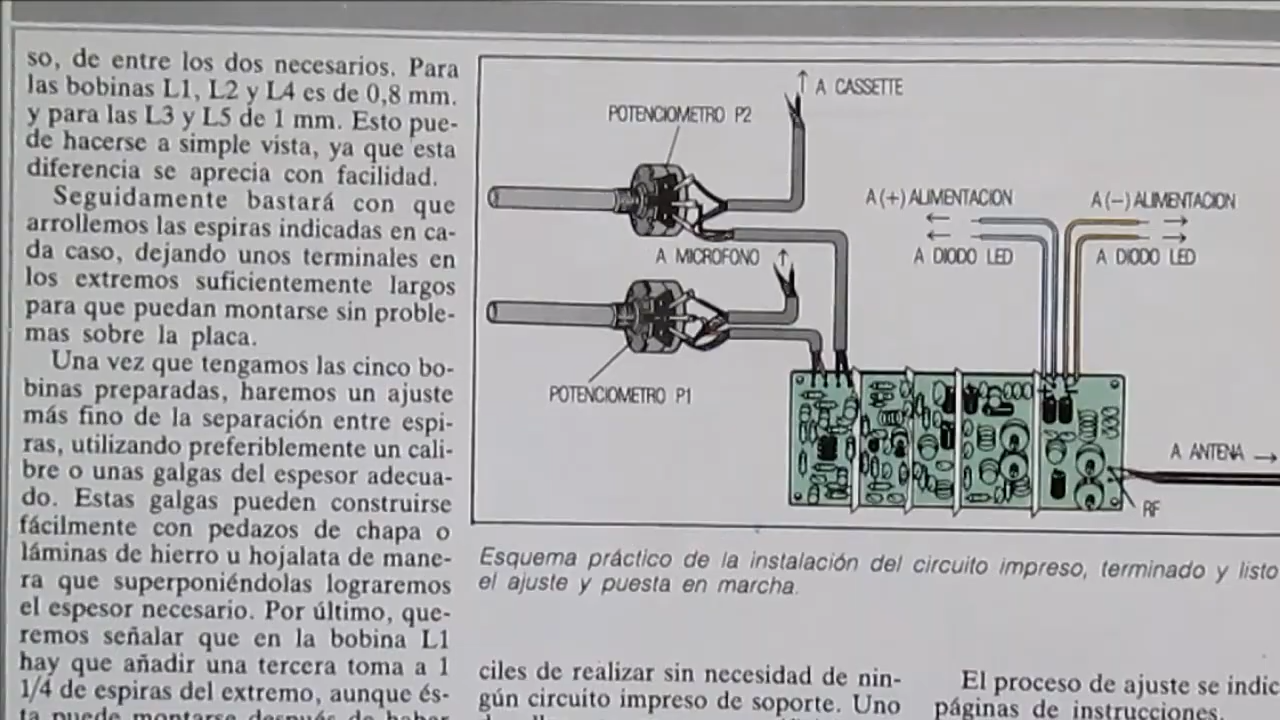 so, de entre los dos necesarios. Para
las bobinas L1, L2 y L4 es de 0,8 mm.
y para las L3 y L5 de 1 mm. Esto pue-
de hacerse a simple vista, ya que esta
diferencia se aprecia con facilidad.
Seguidamente bastará con que
arrollemos las espiras indicadas en ca-
da caso, dejando unos terminales en
los extremos suficientemente largos
para que puedan montarse sin proble-
mas sobre la placa.
Una vez que tengamos las cinco bo-
binas preparadas, haremos un ajuste
más fino de la separación entre espi-
ras, utilizando preferiblemente un cali-
bre o unas galgas del espesor adecua-
do. Estas galgas pueden construirse
fácilmente con pedazos de chapa o
láminas de hierro u hojalata de mane-
ra que superponiéndolas lograremos
el espesor necesario. Por último, que-
remos señalar que en la bobina L1
hay que añadir una tercera toma a 1
1/4 de espiras del extremo, aunque és-
ta puede montarse después de haber
A CASSETTE
POTENCIOMETRO P2
A (+) ALIMENTACION
A (-) ALIMENTACION
A MICROFONO
A DIODO LED
A DIODO LED
POTENCIOMETRO P1
A ANTENA
RF
Esquema práctico de la instalación del circuito impreso, terminado y listo
el ajuste y puesta en marcha.
ciles de realizar sin necesidad de nin-
gún circuito impreso de soporte. Uno
El proceso de ajuste se indic
páginas de instrucciones.